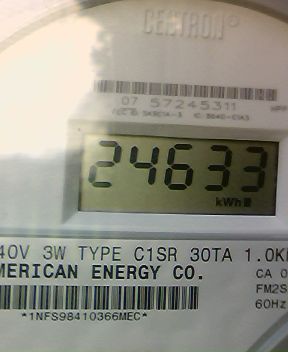 CESTRON
07 57245311
24633
kWh
40V 3W TYPE C1SR 30TA 1.0K
MERICAN ENERGY CO.
CA 0
FM2S
60Hz
*1NFS98410366MEC*